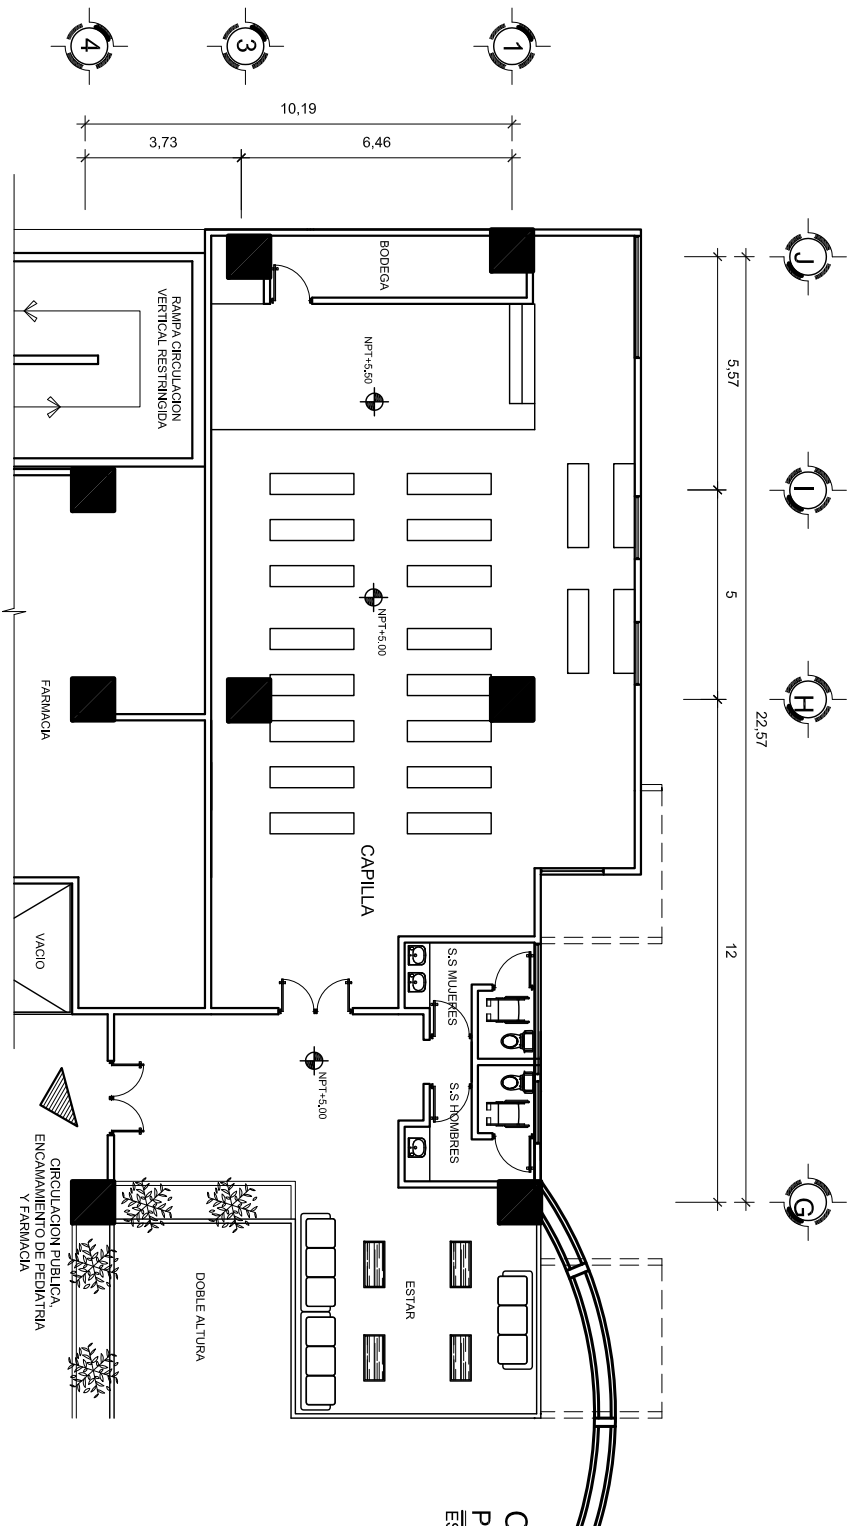 4
3
1
10,19
3,73
6,46
J
I
H
G
5,57
5
12
22,57
BODEGA
RAMPA CIRCULACION
VERTICAL RESTRINGIDA
NPT+5.50
NPT+5.00
FARMACIA
CAPILLA
VACIO
S.S MUJERES
S.S HOMBRES
NPT+5.00
CIRCULACION PUBLICA,
ENCAMAMIENTO DE PEDIATRIA
Y FARMACIA
DOBLE ALTURA
ESTAR